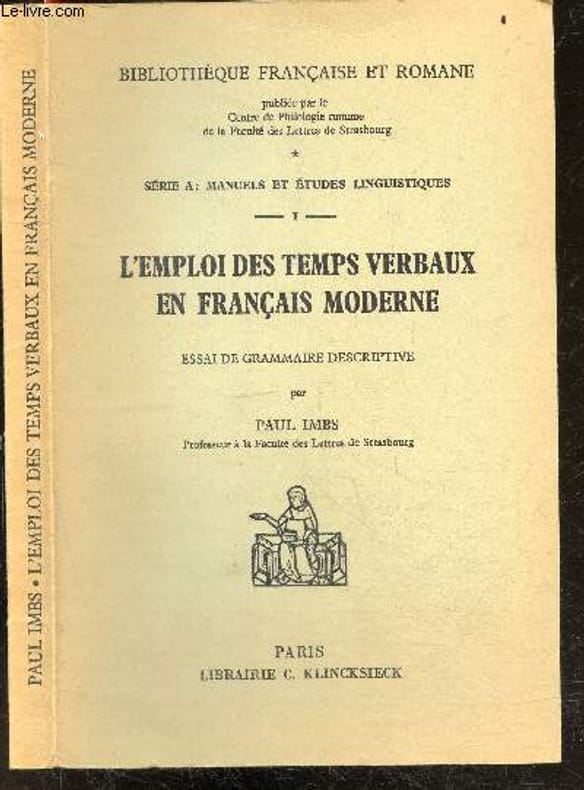 Le-livre.com
PAUL IMBS • L'EMPLOI DES TEMPS VERBAUX EN FRANÇAIS MODERNE
BIBLIOTHÈQUE FRANÇAISE ET ROMANE
publiée par le
Centre de Philologie romane
de la Faculté des Lettres de Strasbourg
*
SÉRIE A: MANUELS ET ÉTUDES LINGUISTIQUES
— I —
L'EMPLOI DES TEMPS VERBAUX
EN FRANÇAIS MODERNE
ESSAI DE GRAMMAIRE DESCRIPTIVE
par
PAUL IMBS
Professeur à la Faculté des Lettres de Strasbourg
PARIS
LIBRAIRIE C. KLINCKSIECK